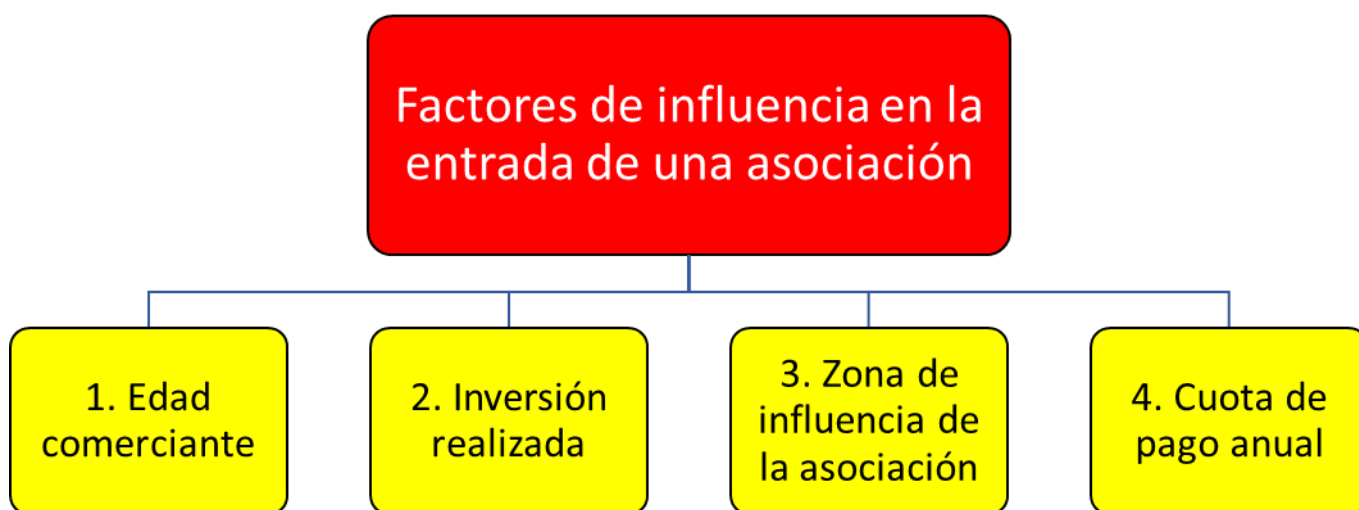 Factores de influencia en la
entrada de una asociación
1. Edad
comerciante
2. Inversión
realizada
3. Zona de
influencia de
la asociación
4. Cuota de
pago anual